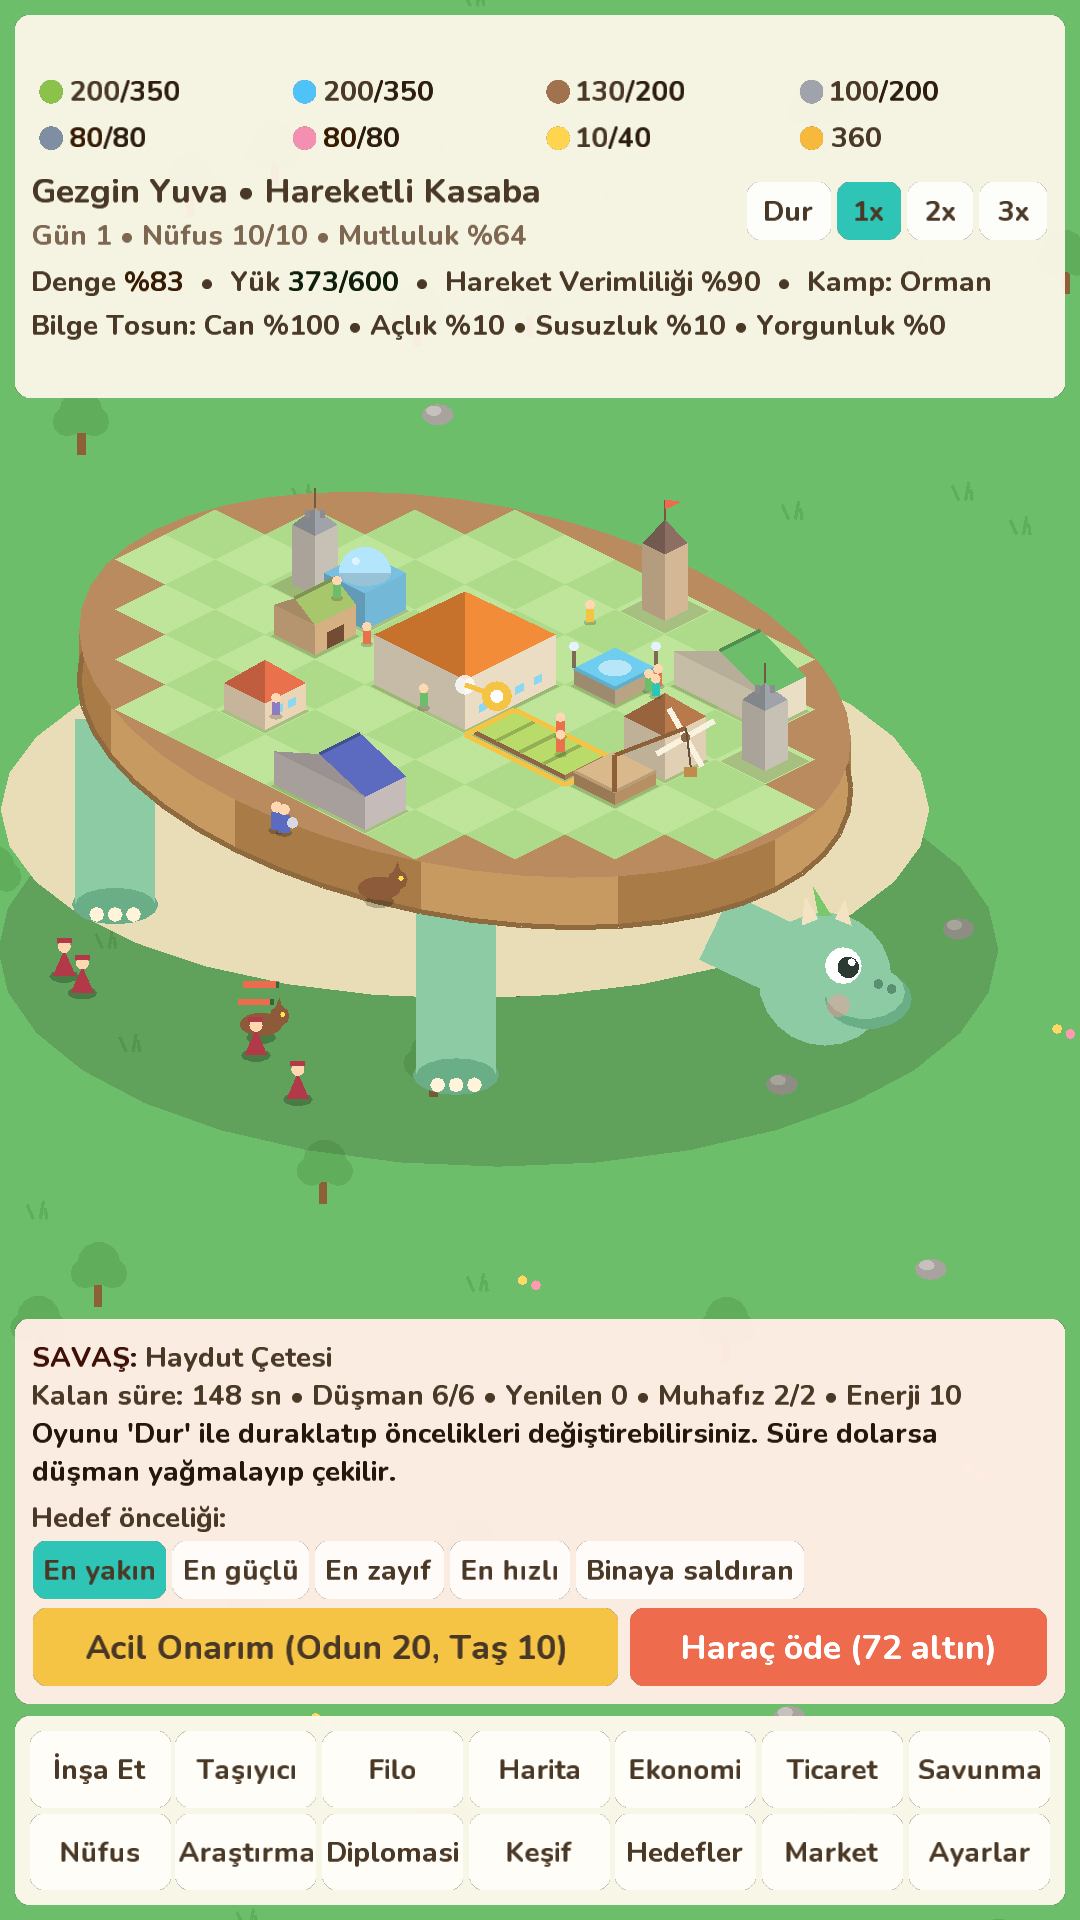 200/350 200/350 130/200 100/200
80/80 80/80 10/40 360
Gezgin Yuva • Hareketli Kasaba
Dur 1x 2x 3x
Gün 1 • Nüfus 10/10 • Mutluluk %64
Denge %83 • Yük 373/600 • Hareket Verimliliği %90 • Kamp: Orman
Bilge Tosun: Can %100 • Açlık %10 • Susuzluk %10 • Yorgunluk %0
SAVAŞ: Haydut Çetesi
Kalan süre: 148 sn • Düşman 6/6 • Yenilen 0 • Muhafız 2/2 • Enerji 10
Oyunu 'Dur' ile duraklatıp öncelikleri değiştirebilirsiniz. Süre dolarsa
düşman yağmalayıp çekilir.
Hedef önceliği:
En yakın En güçlü En zayıf En hızlı Binaya saldıran
Acil Onarım (Odun 20, Taş 10) Haraç öde (72 altın)
İnşa Et Taşıyıcı Filo Harita Ekonomi Ticaret Savunma
Nüfus Araştırma Diplomasi Keşif Hedefler Market Ayarlar